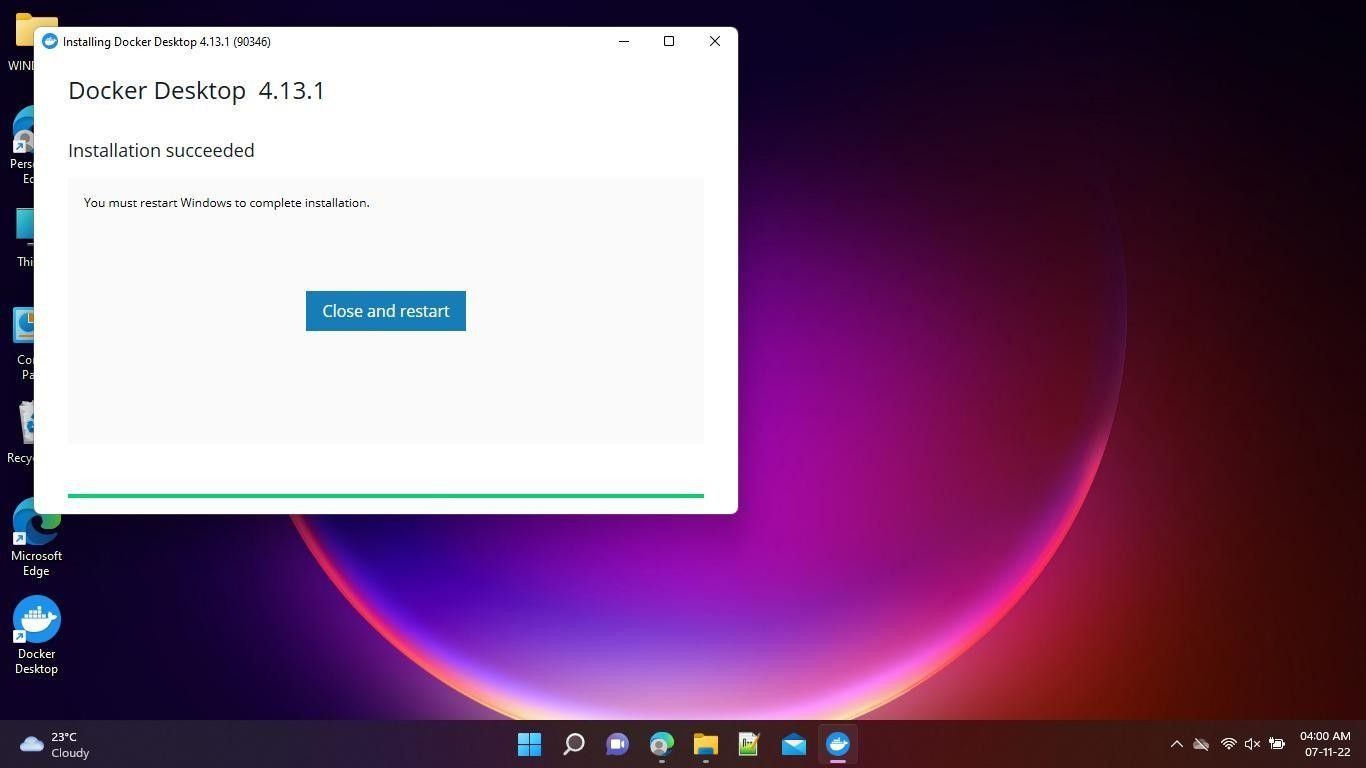 Installing Docker Desktop 4.13.1 (90346)
Docker Desktop 4.13.1
Installation succeeded
You must restart Windows to complete installation.
Close and restart
Microsoft
Edge
Docker
Desktop
23°C
Cloudy
04:00 AM
07-11-22